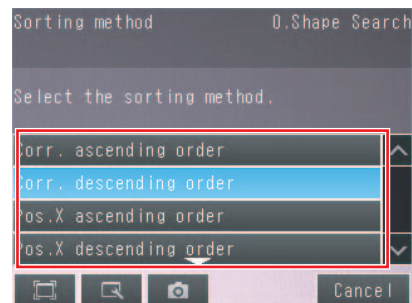 Sorting method 0.Shape Search
Select the sorting method.
Corr. ascending order
Corr. descending order
Pos.X ascending order
Pos.X descending order
Cancel